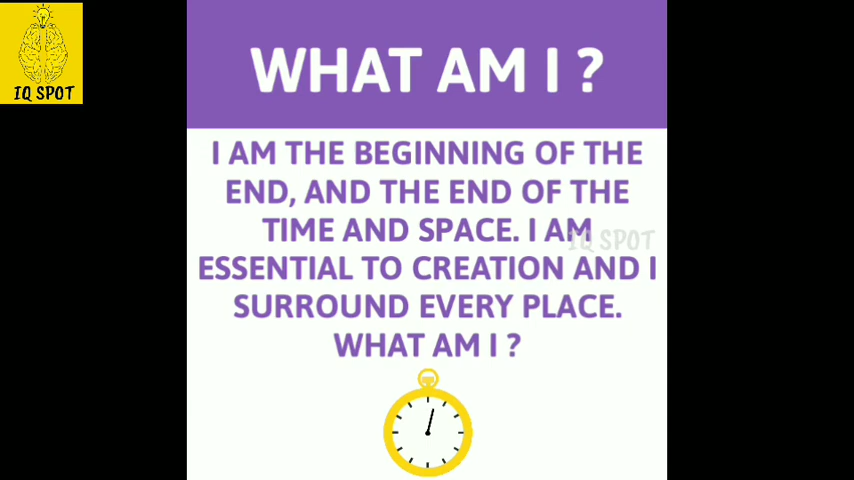 IQ SPOT
WHAT AM I ?
I AM THE BEGINNING OF THE
END, AND THE END OF THE
TIME AND SPACE. I AM
IQ SPOT
ESSENTIAL TO CREATION AND I
SURROUND EVERY PLACE.
WHAT AM I ?